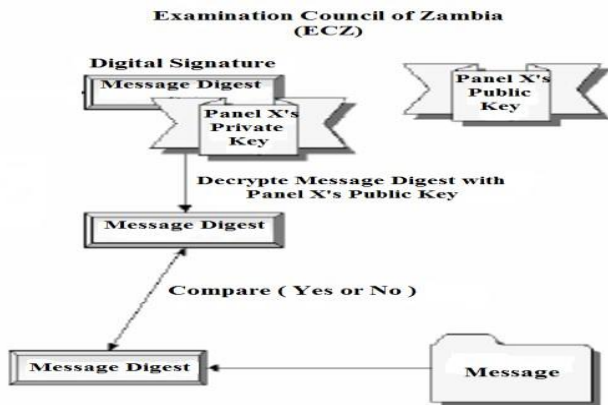 Examination Council of Zambia
(ECZ)
Digital Signature
Message Digest
Panel X's
Private
Key
Panel X's
Public
Key
Decrypte Message Digest with
Panel X's Public Key
Message Digest
Compare ( Yes or No )
Message Digest
Message